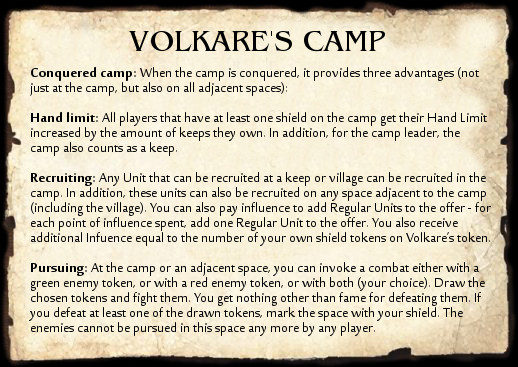 VOLKARE'S CAMP
Conquered camp: When the camp is conquered, it provides three advantages (not
just at the camp, but also on all adjacent spaces):
Hand limit: All players that have at least one shield on the camp get their Hand Limit
increased by the amount of keeps they own. In addition, for the camp leader, the
camp also counts as a keep.
Recruiting: Any Unit that can be recruited at a keep or village can be recruited in the
camp. In addition, these units can also be recruited on any space adjacent to the camp
(including the village). You can also pay influence to add Regular Units to the offer - for
each point of influence spent, add one Regular Unit to the offer. You also receive
additional Infuence equal to the number of your own shield tokens on Volkare's token.
Pursuing: At the camp or an adjacent space, you can invoke a combat either with a
green enemy token, or with a red enemy token, or with both (your choice). Draw the
chosen tokens and fight them. You get nothing other than fame for defeating them. If
you defeat at least one of the drawn tokens, mark the space with your shield. The
enemies cannot be pursued in this space any more by any player.